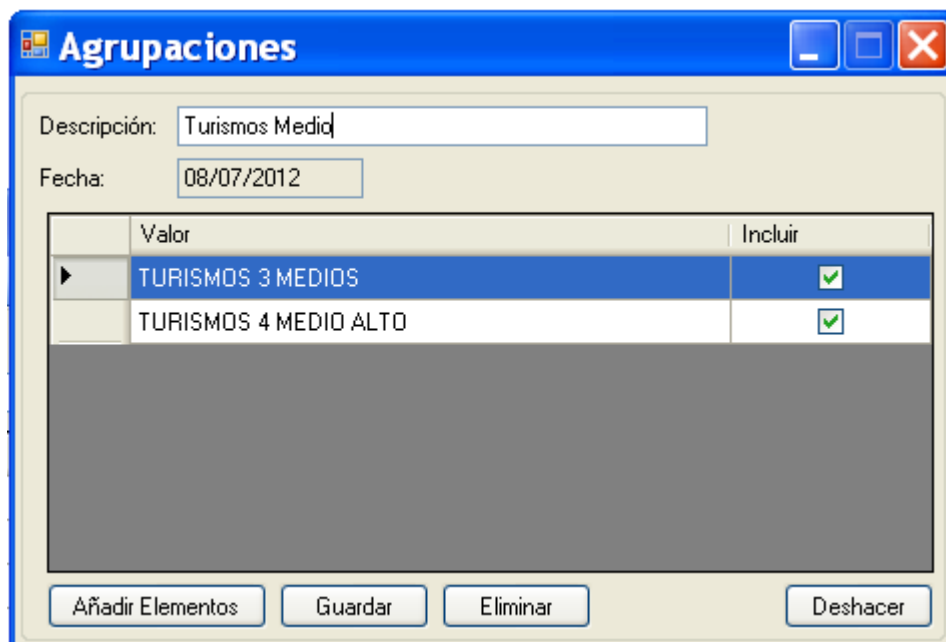 Agrupaciones
Descripción: Turismos Medio
Fecha: 08/07/2012
Valor Incluir
TURISMOS 3 MEDIOS
TURISMOS 4 MEDIO ALTO
Añadir Elementos Guardar Eliminar Deshacer